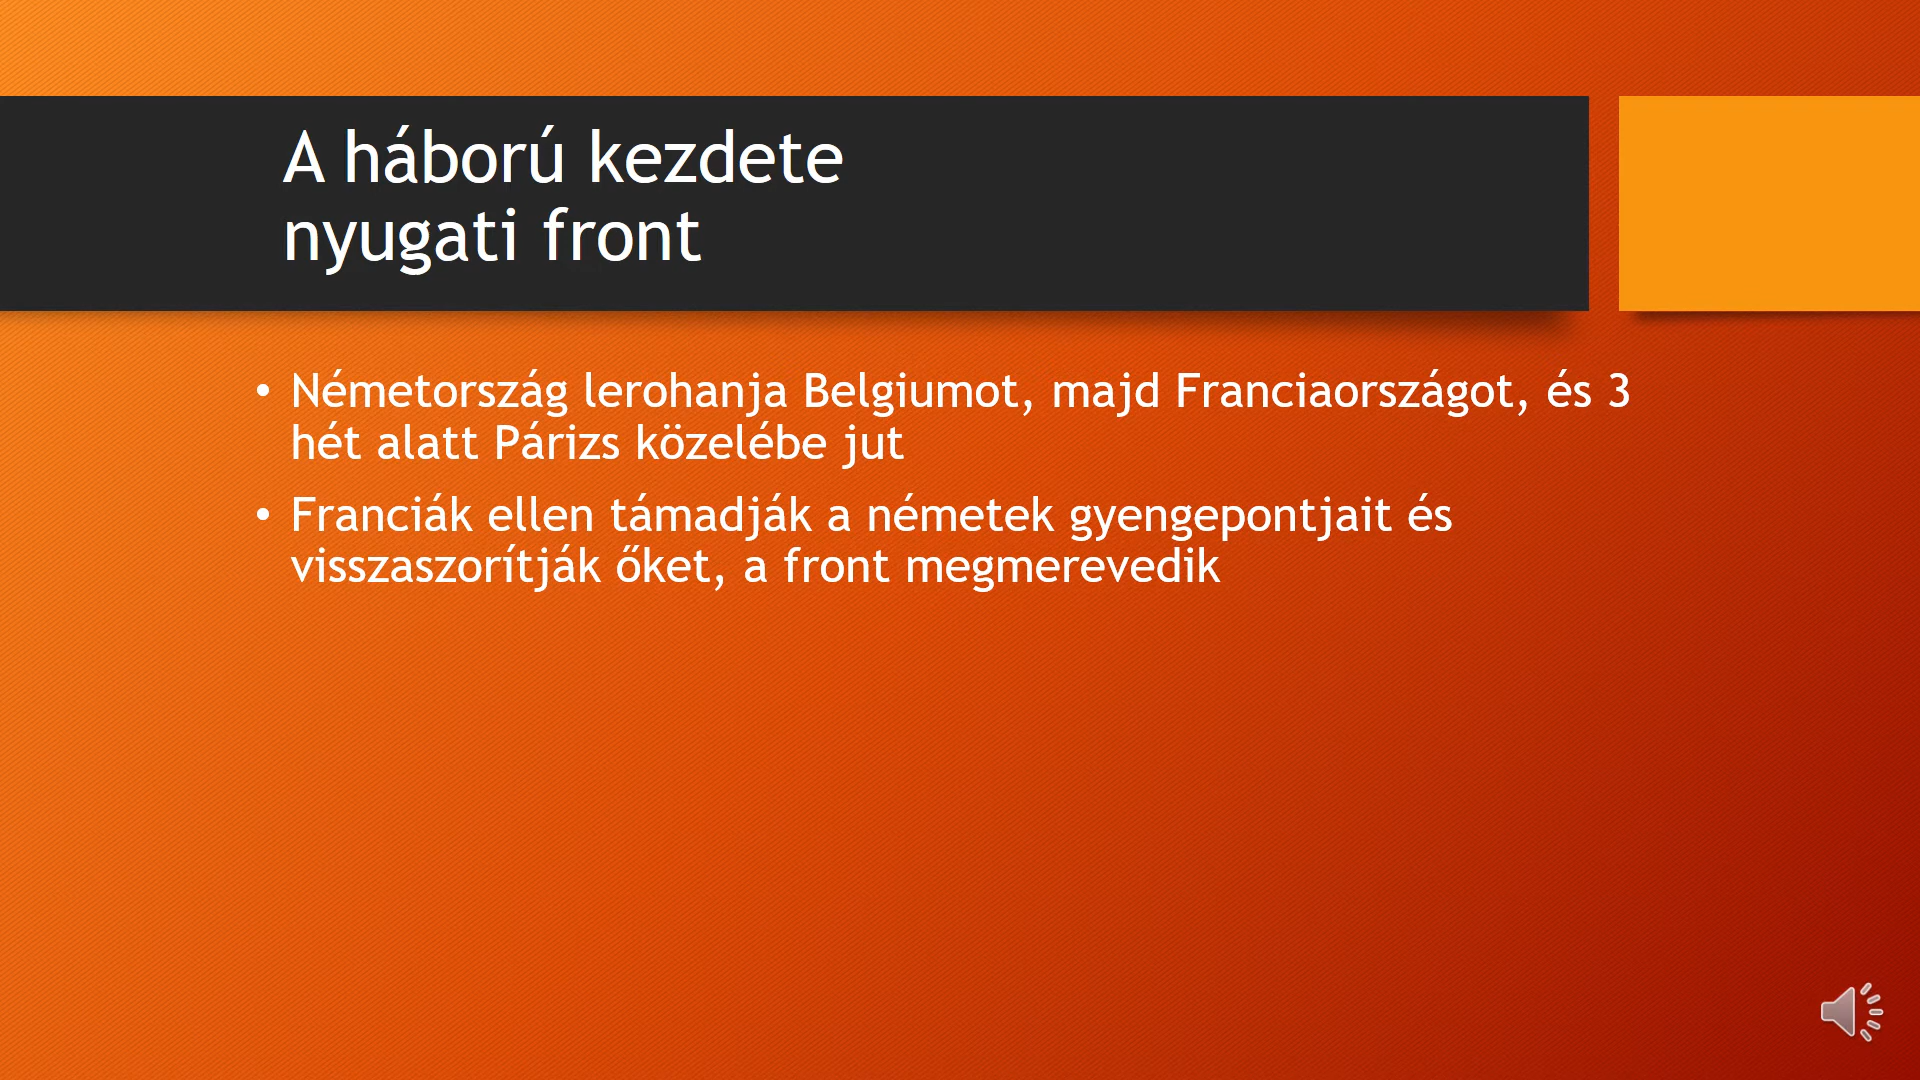 A háború kezdete
nyugati front
• Németország lerohanja Belgiumot, majd Franciaországot, és 3
hét alatt Párizs közelébe jut
• Franciák ellen támadják a németek gyengepontjait és
visszaszorítják őket, a front megmerevedik